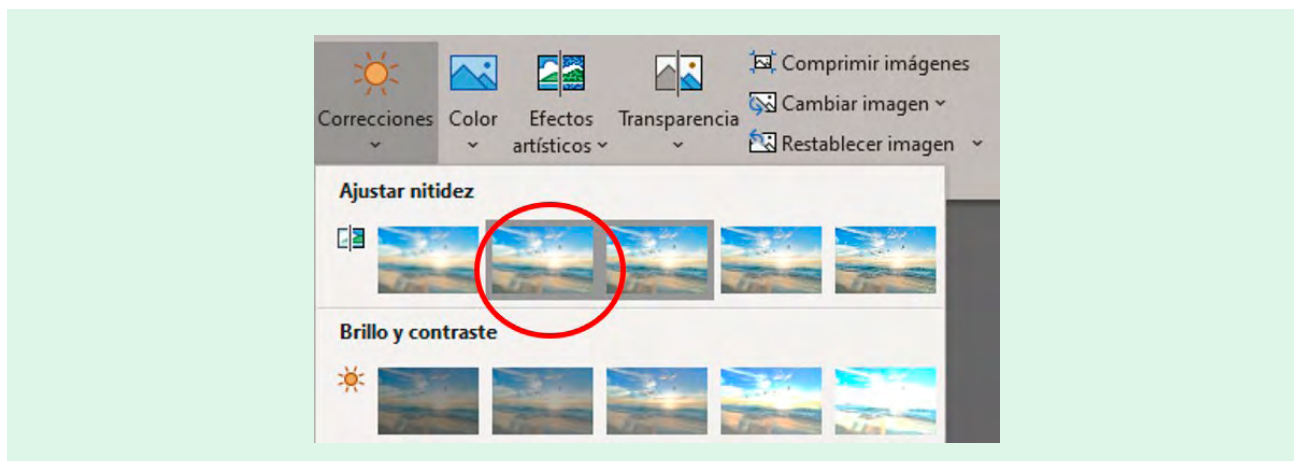 Correcciones
Color
Efectos
artísticos
Transparencia
Comprimir imágenes
Cambiar imagen
Restablecer imagen
Ajustar nitidez
Brillo y contraste